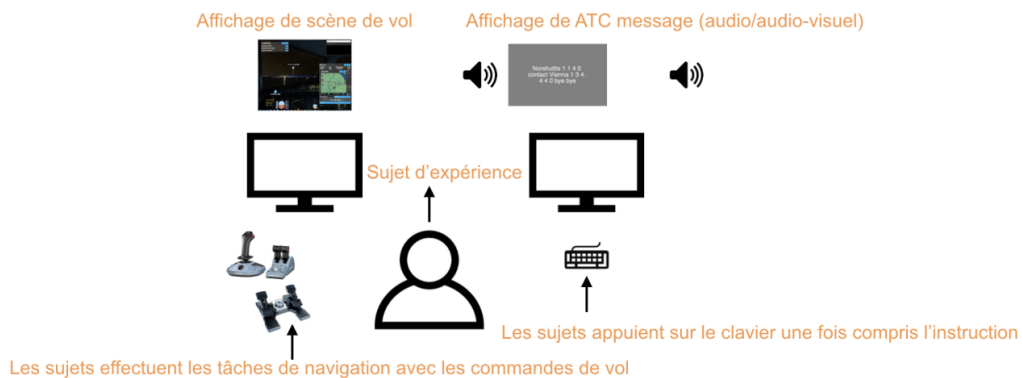 Affichage de scène de vol
Affichage de ATC message (audio/audio-visuel)
Norshuttle 1 1 4 0
contact Vienna 1 3 4 .
4 4 0 bye bye
Sujet d'expérience
Les sujets appuient sur le clavier une fois compris l'instruction
Les sujets effectuent les tâches de navigation avec les commandes de vol